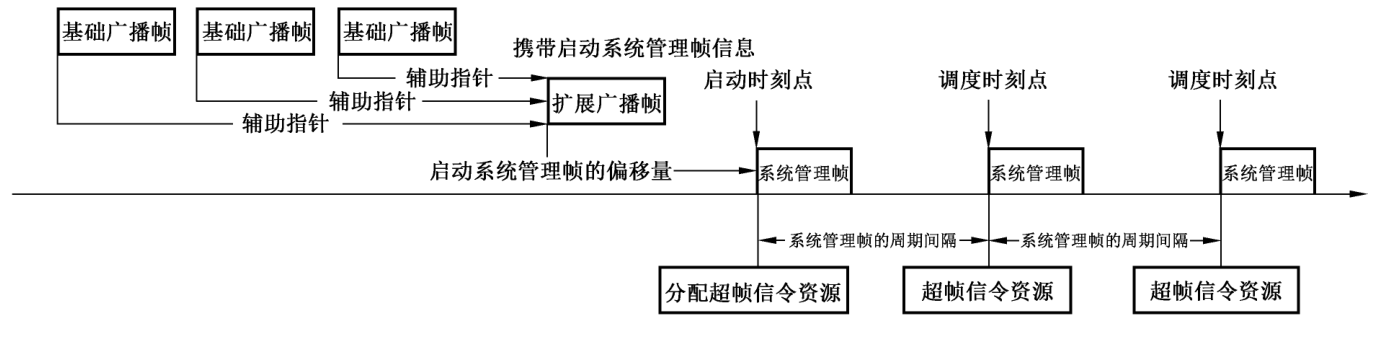 基础广播帧
基础广播帧
基础广播帧
携带启动系统管理帧信息
辅助指针
辅助指针
辅助指针
扩展广播帧
启动时刻点
调度时刻点
调度时刻点
启动系统管理帧的偏移量
系统管理帧
系统管理帧
系统管理帧
系统管理帧的周期间隔
系统管理帧的周期间隔
分配超帧信令资源
超帧信令资源
超帧信令资源